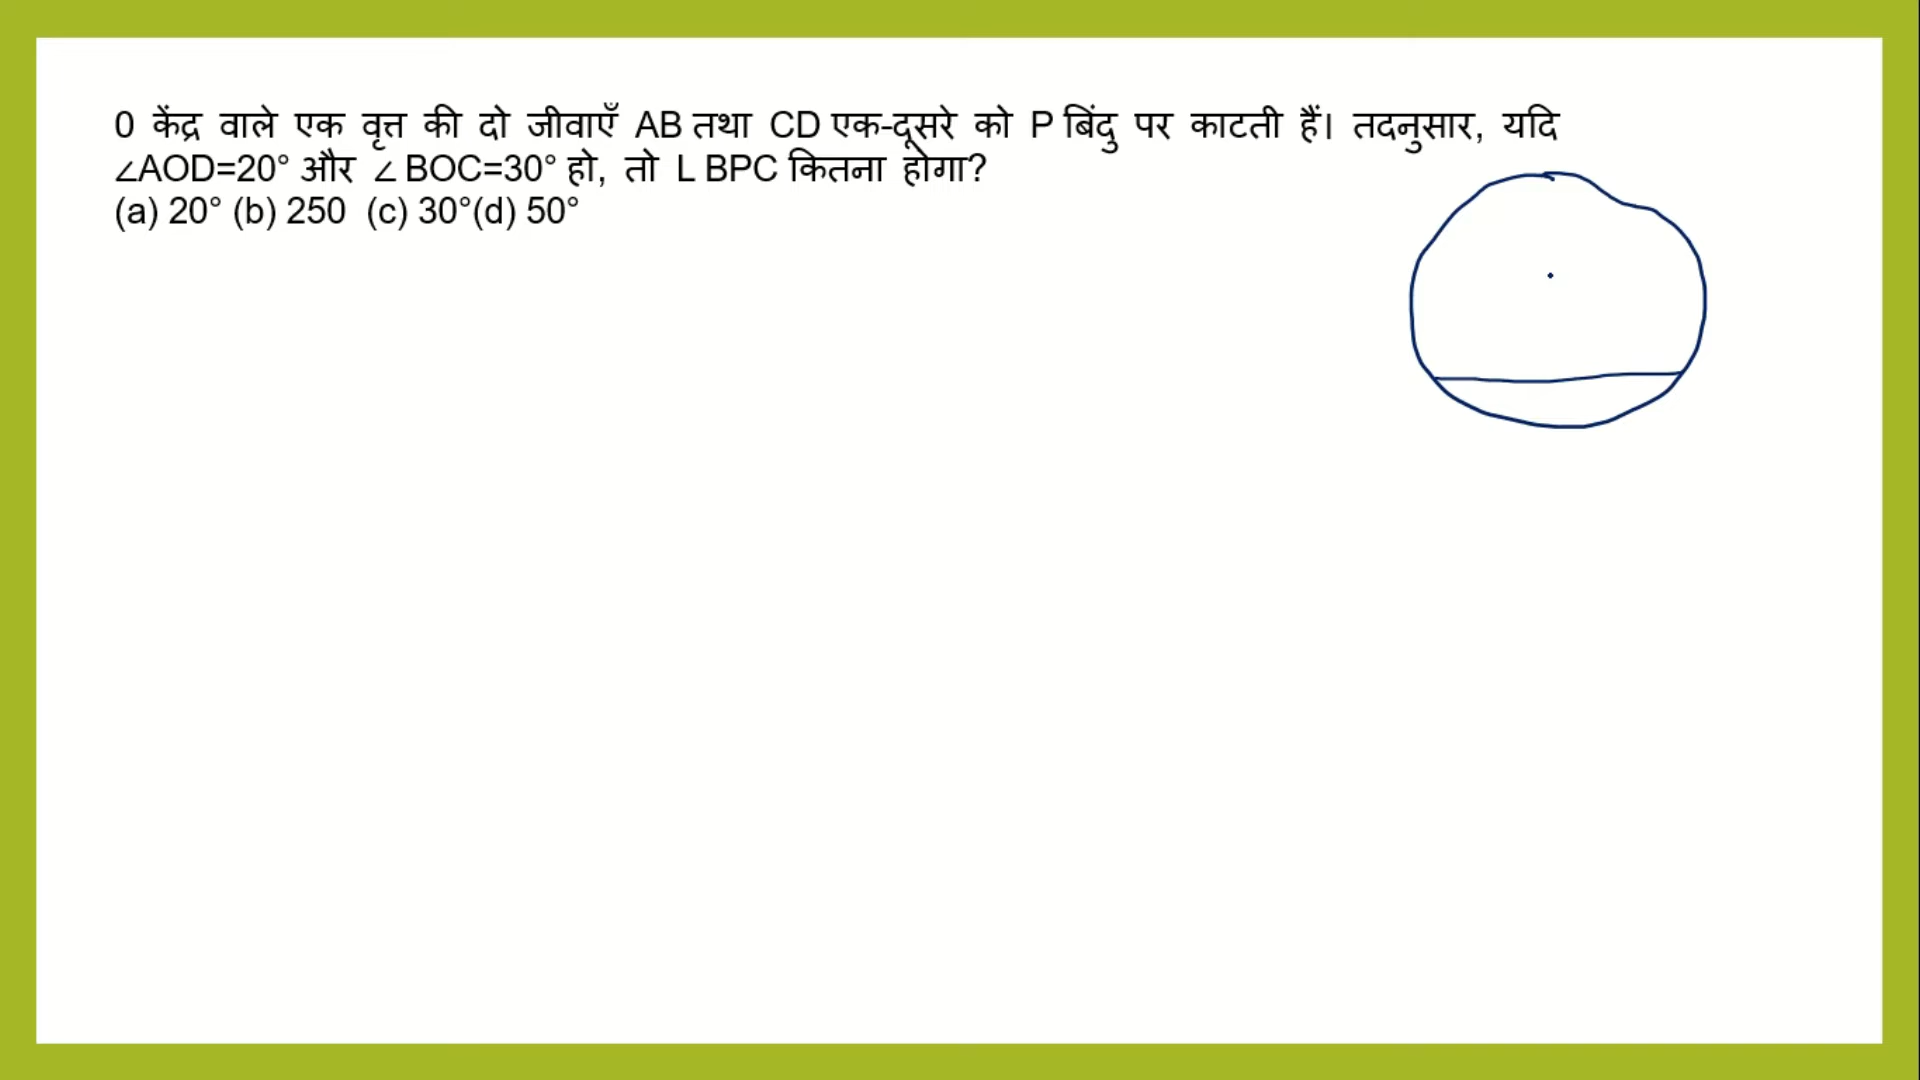 0 केंद्र वाले एक वृत्त की दो जीवाएँ AB तथा CD एक-दूसरे को P बिंदु पर काटती हैं। तदनुसार, यदि
∠AOD=20° और ∠ BOC=30° हो, तो L BPC कितना होगा?
(a) 20° (b) 250 (c) 30°(d) 50°